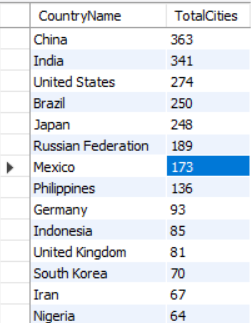 CountryName TotalCities
China 363
India 341
United States 274
Brazil 250
Japan 248
Russian Federation 189
Mexico 173
Philippines 136
Germany 93
Indonesia 85
United Kingdom 81
South Korea 70
Iran 67
Nigeria 64